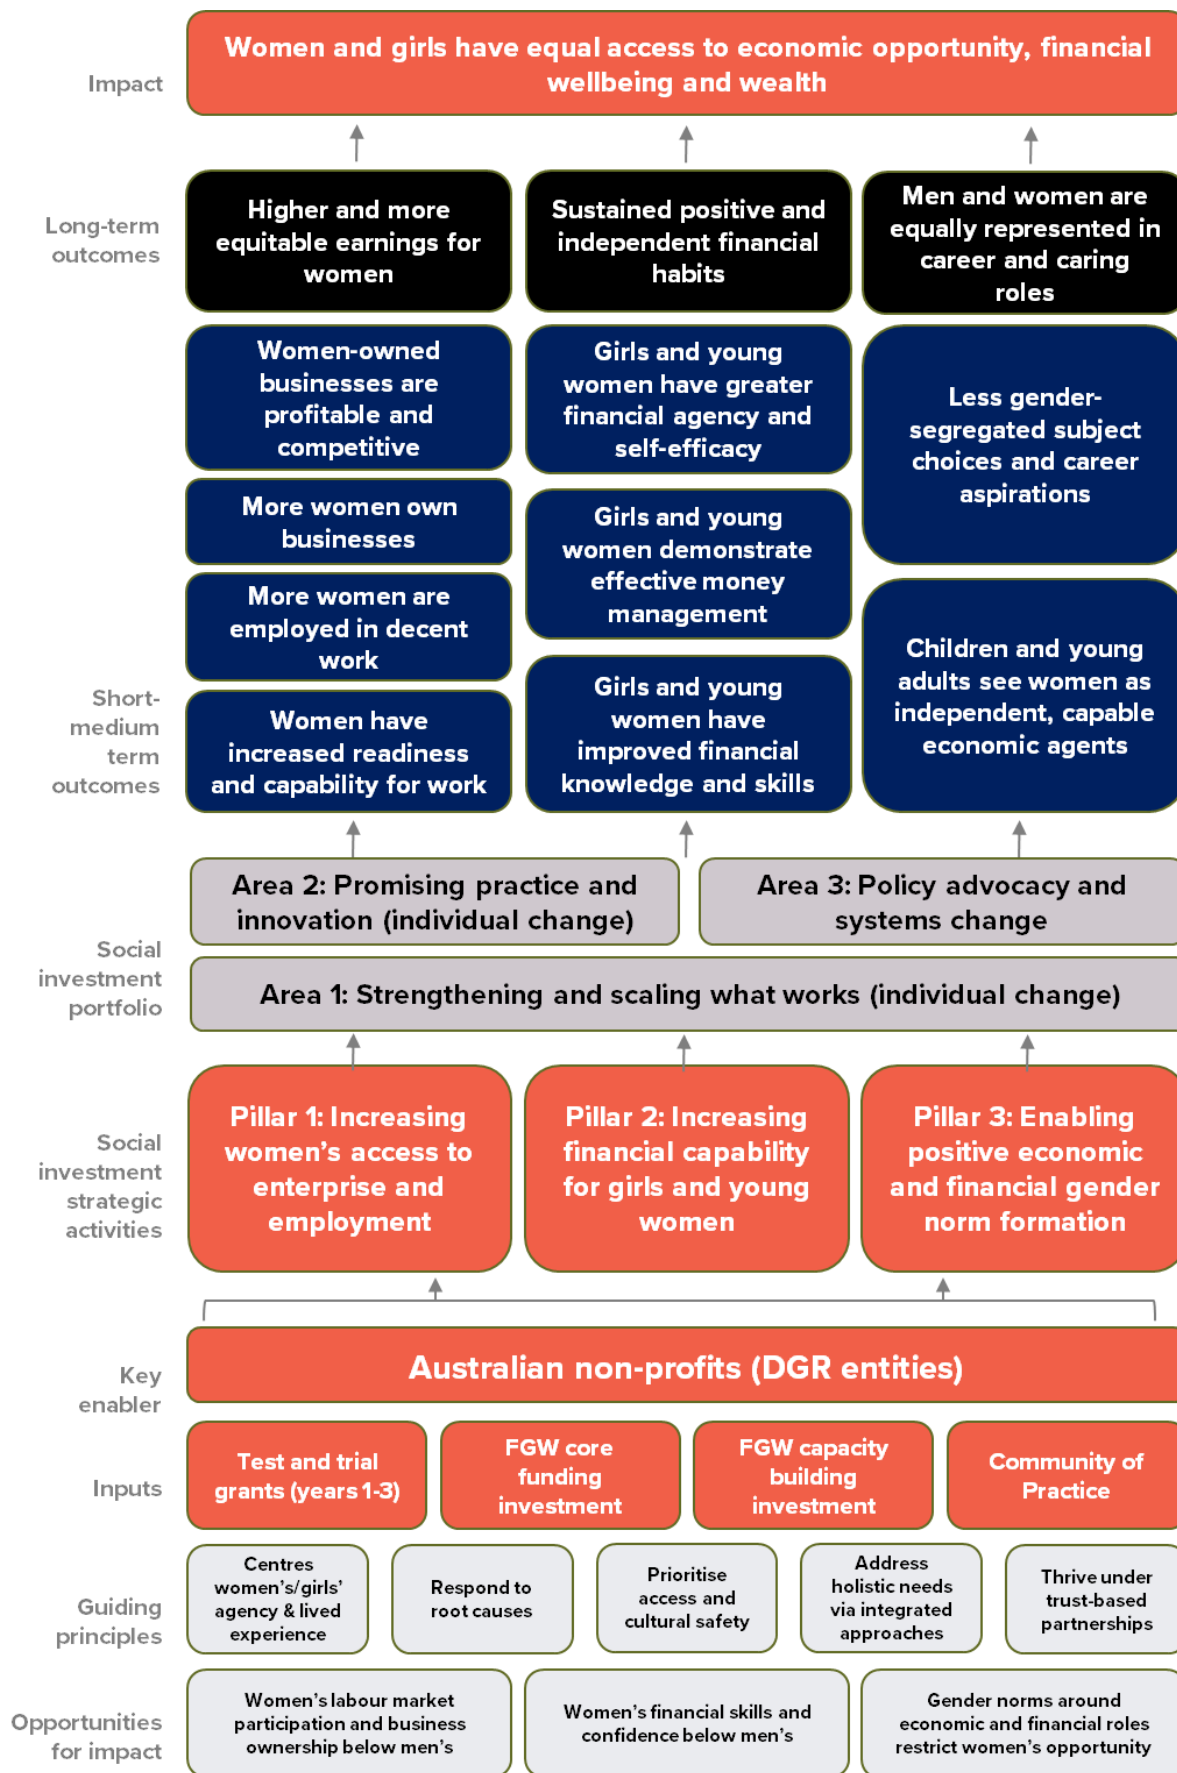 Impact
Women and girls have equal access to economic opportunity, financial
wellbeing and wealth
Long-term
outcomes
Higher and more
equitable earnings for
women
Sustained positive and
independent financial
habits
Men and women are
equally represented in
career and caring
roles
Short-
medium
term
outcomes
Women-owned
businesses are
profitable and
competitive
More women own
businesses
More women are
employed in decent
work
Women have
increased readiness
and capability for work
Girls and young
women have greater
financial agency and
self-efficacy
Girls and young
women demonstrate
effective money
management
Girls and young
women have
improved financial
knowledge and skills
Less gender-
segregated subject
choices and career
aspirations
Children and young
adults see women as
independent, capable
economic agents
Social
investment
portfolio
Area 2: Promising practice and
innovation (individual change)
Area 3: Policy advocacy and
systems change
Area 1: Strengthening and scaling what works (individual change)
Social
investment
strategic
activities
Pillar 1: Increasing
women's access to
enterprise and
employment
Pillar 2: Increasing
financial capability
for girls and young
women
Pillar 3: Enabling
positive economic
and financial gender
norm formation
Key
enabler
Australian non-profits (DGR entities)
Inputs
Test and trial
grants (years 1-3)
FGW core
funding
investment
FGW capacity
building
investment
Community of
Practice
Guiding
principles
Centres
women's/girls'
agency & lived
experience
Respond to
root causes
Prioritise
access and
cultural safety
Address
holistic needs
via integrated
approaches
Thrive under
trust-based
partnerships
Opportunities
for impact
Women's labour market
participation and business
ownership below men's
Women's financial skills and
confidence below men's
Gender norms around
economic and financial roles
restrict women's opportunity